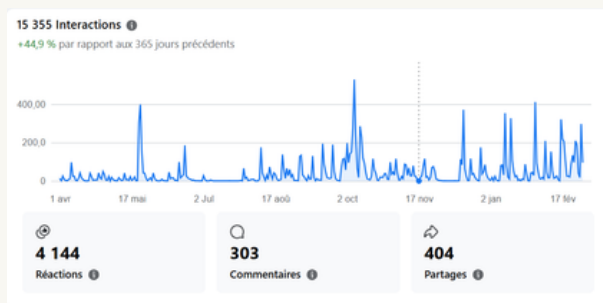 15 355 Interactions
+44,9 % par rapport aux 365 jours précédents
400,00
200,0
0
1 avr 17 mai 2 Jul 17 aoû 2 oct 17 nov 2 jan 17 fév
4 144
Réactions
303
Commentaires
404
Partages